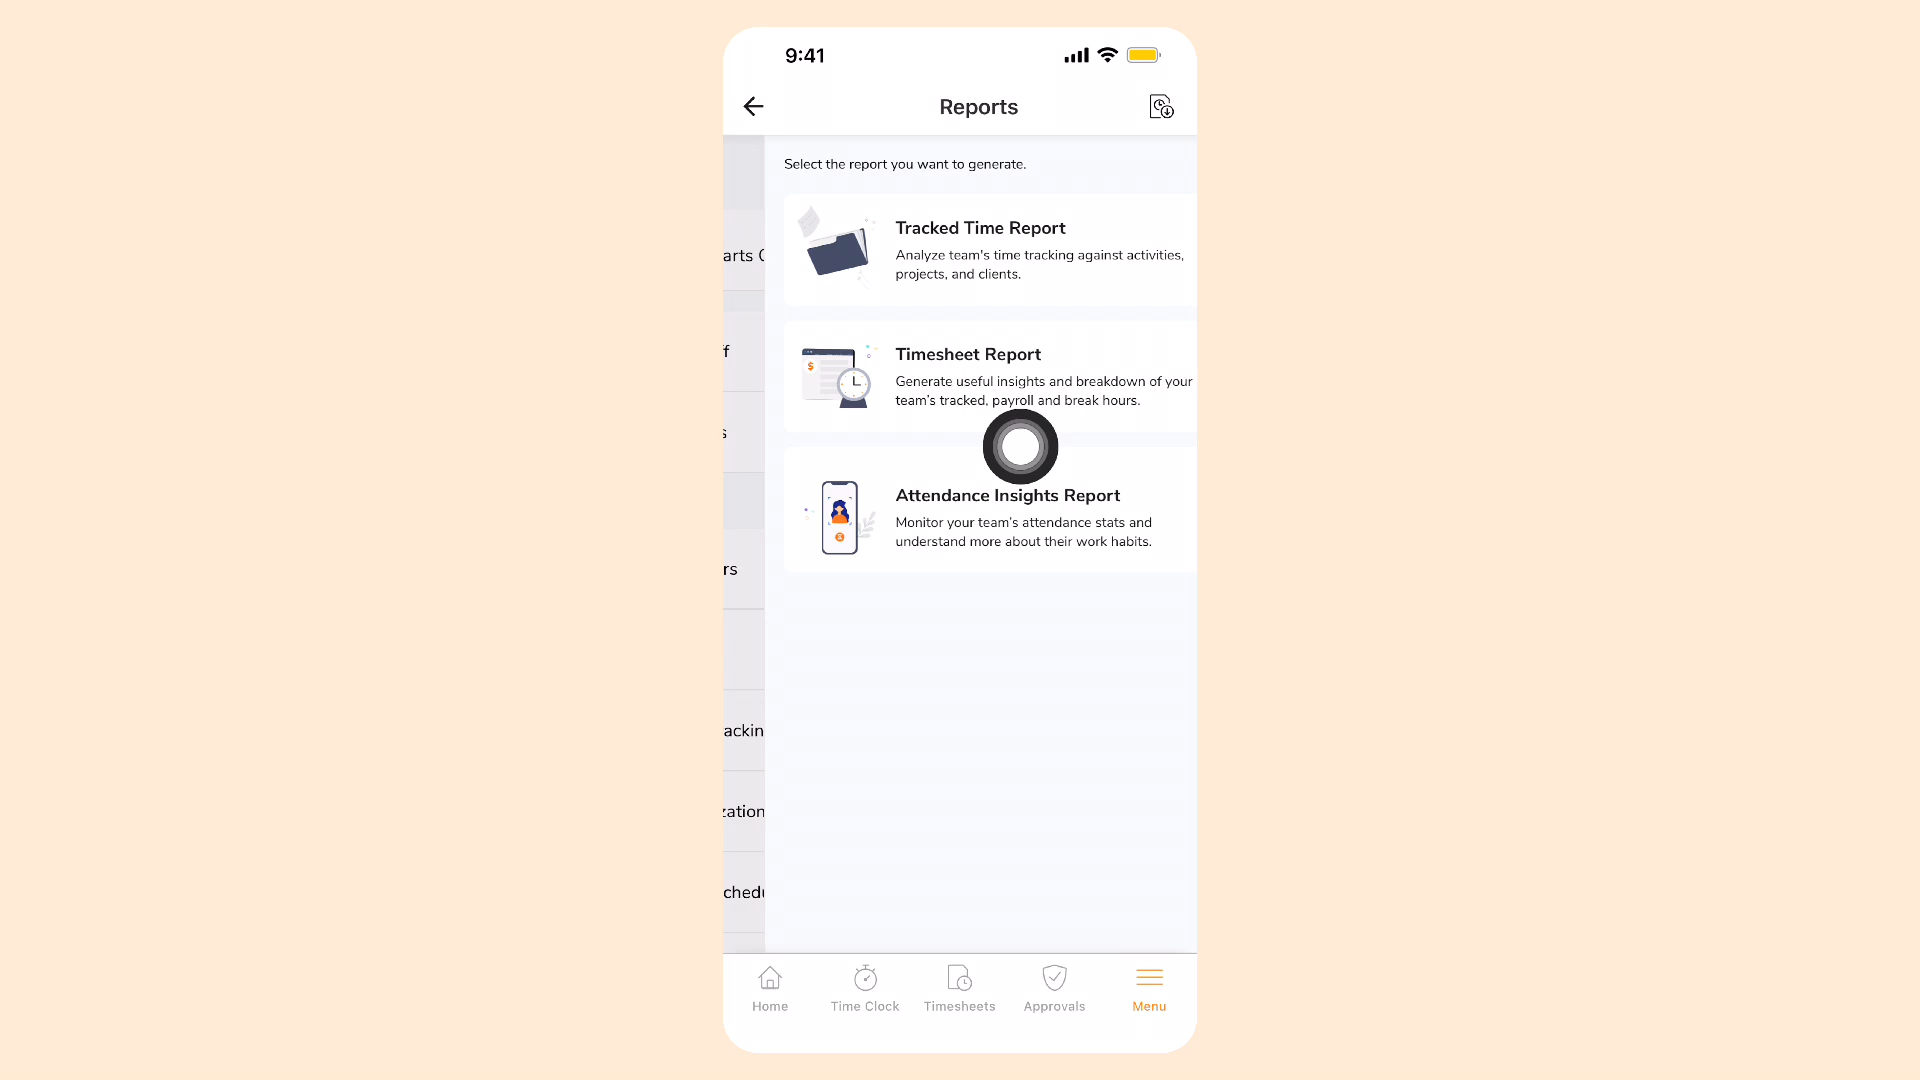 9:41
Reports
Select the report you want to generate.
Tracked Time Report
Analyze team's time tracking against activities,
projects, and clients.
Timesheet Report
Generate useful insights and breakdown of your
team's tracked, payroll and break hours.
Attendance Insights Report
Monitor your team's attendance stats and
understand more about their work habits.
arts
f
s
rs
ackin
zation
ched
Home
Time Clock
Timesheets
Approvals
Menu